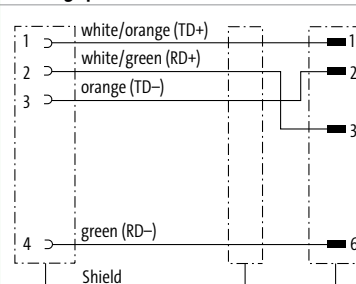 1 white/orange (TD+) 1
2 white/green (RD+) 2
3 orange (TD–)
3
4 green (RD–) 6
Shield